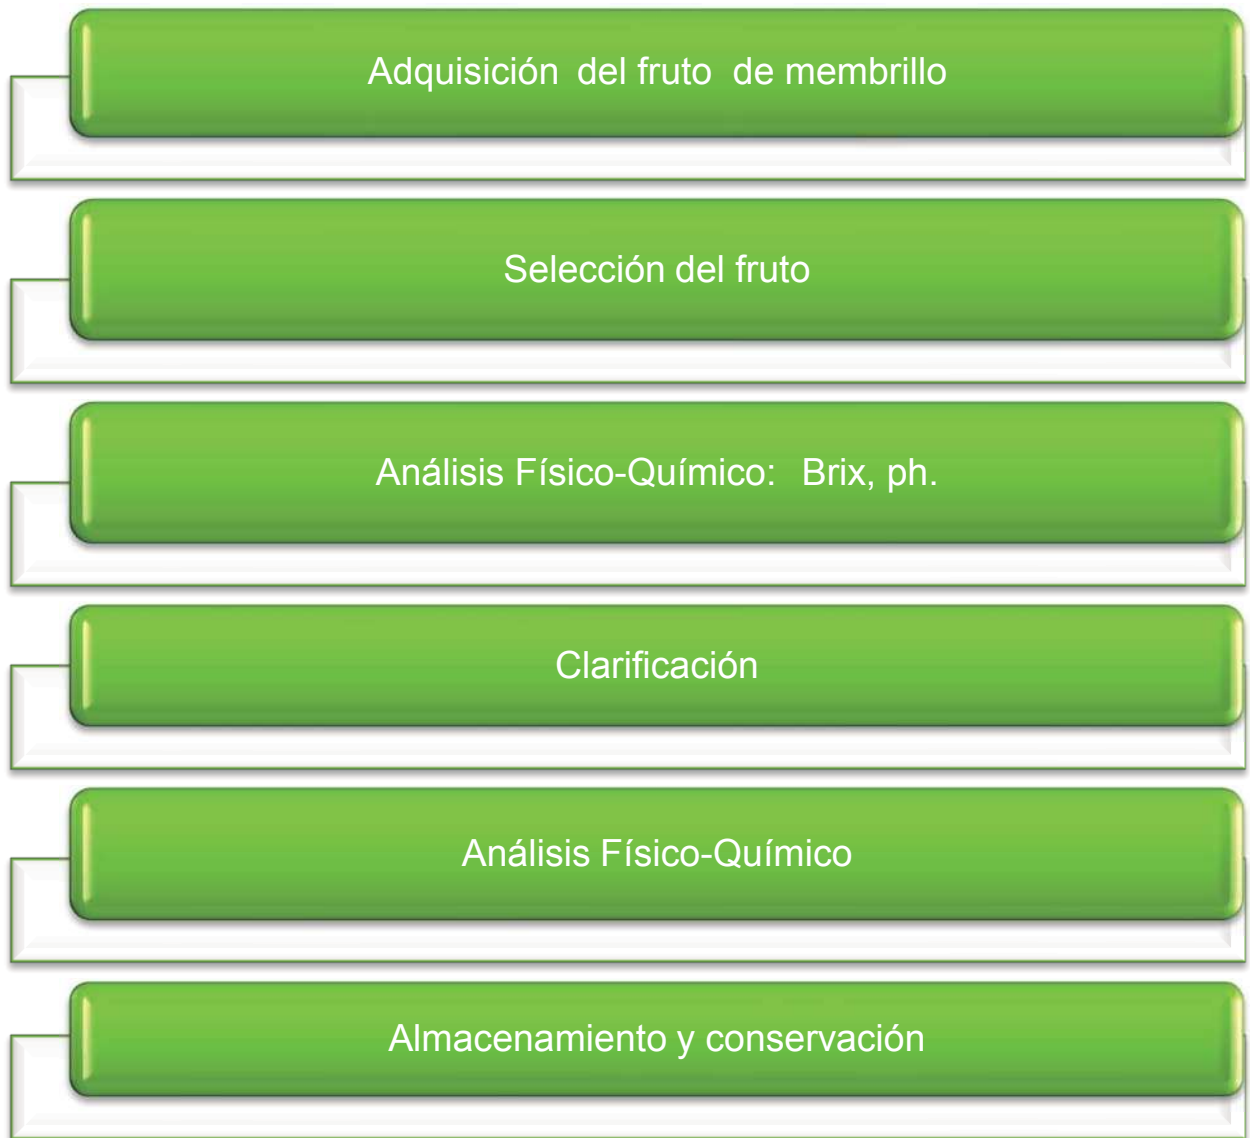 Adquisición del fruto de membrillo
Selección del fruto
Análisis Físico-Químico: Brix, ph.
Clarificación
Análisis Físico-Químico
Almacenamiento y conservación